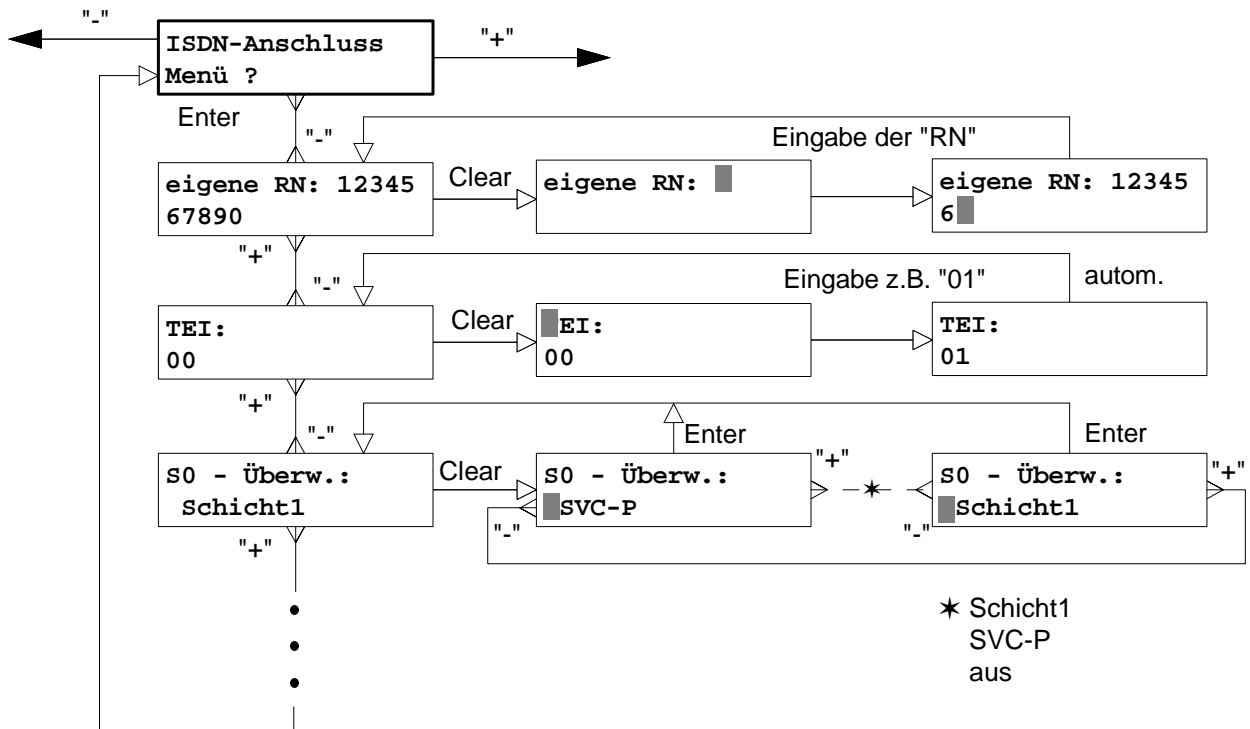 "-"
ISDN-Anschluss
Menü ?
"+"
Enter
"-"
Eingabe der "RN"
eigene RN: 12345
67890
Clear
eigene RN:
eigene RN: 12345
6
"+"
"-"
Eingabe z.B. "01"
autom.
TEI:
00
Clear
EI:
00
TEI:
01
"+"
"-"
Enter
Enter
S0 - Überw.:
Schicht1
Clear
S0 - Überw.:
SVC-P
"+"
"-"
S0 - Überw.:
Schicht1
"+"
"-"
"+"
✶ Schicht1
SVC-P
aus